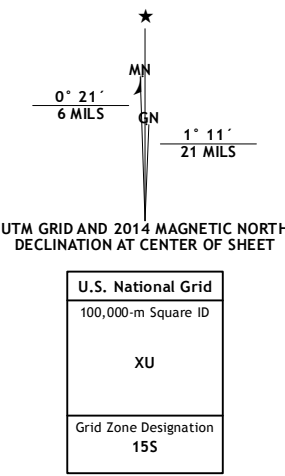 ★
MN
0° 21´
6 MILS
GN
1° 11´
21 MILS
UTM GRID AND 2014 MAGNETIC NORTH
DECLINATION AT CENTER OF SHEET
U.S. National Grid
100,000-m Square ID
XU
Grid Zone Designation
15S